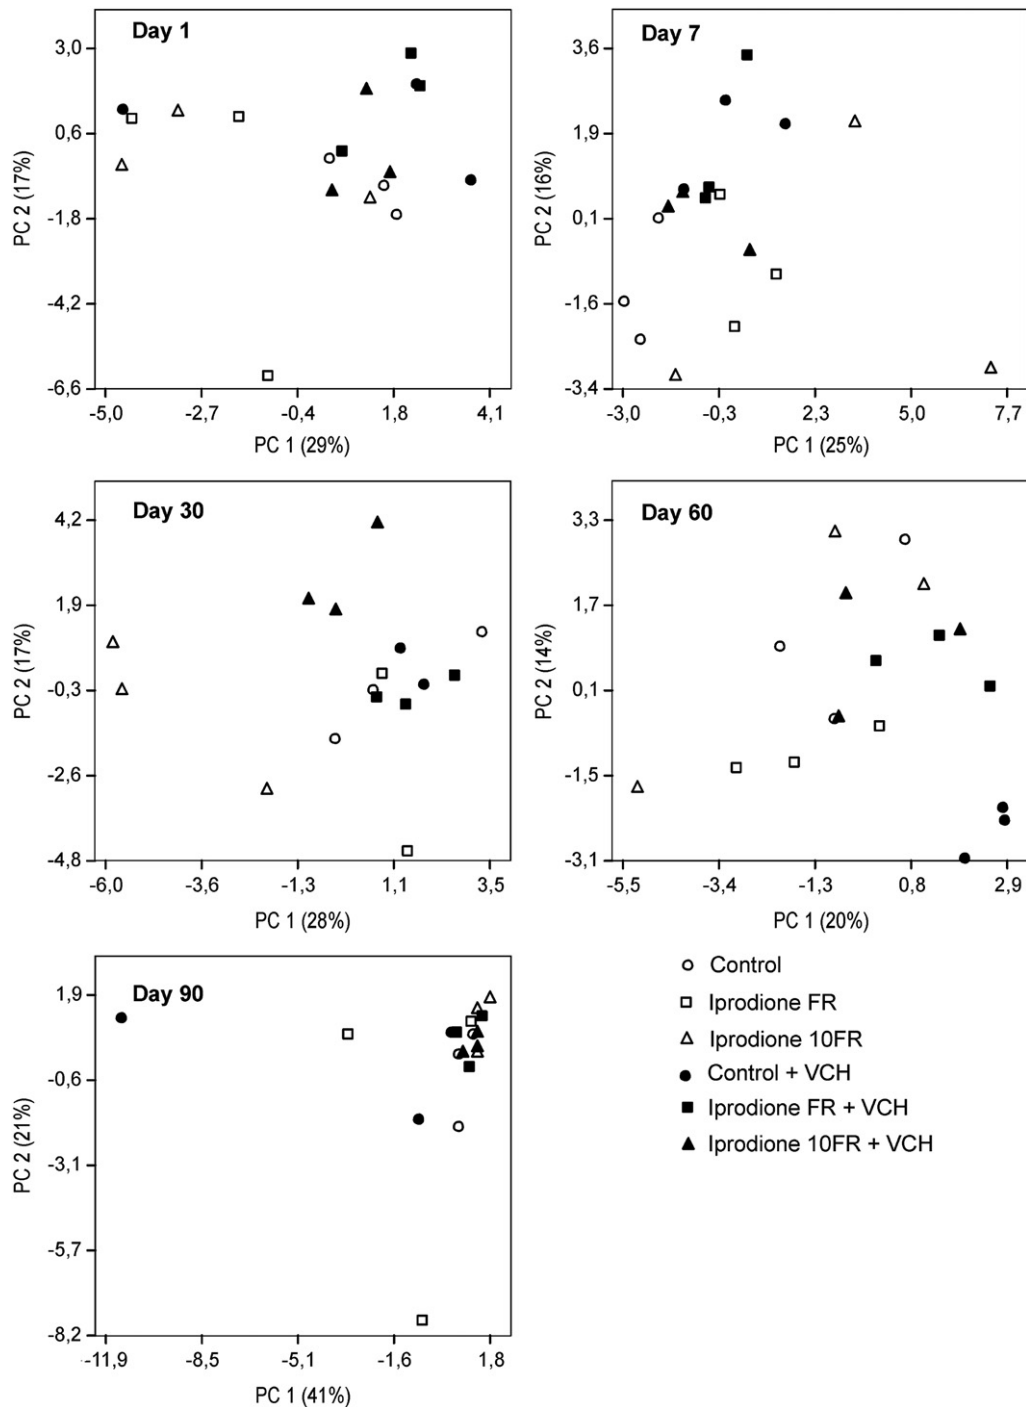 Day 1
3,0
0,6
-1,8
-4,2
-6,6
PC 2 (17%)
-5,0 -2,7 -0,4 1,8 4,1
PC 1 (29%)
Day 7
3,6
1,9
0,1
-1,6
-3,4
PC 2 (16%)
-3,0 -0,3 2,3 5,0 7,7
PC 1 (25%)
Day 30
4,2
1,9
-0,3
-2,6
-4,8
PC 2 (17%)
-6,0 -3,6 -1,3 1,1 3,5
PC 1 (28%)
Day 60
3,3
1,7
0,1
-1,5
-3,1
PC 2 (14%)
-5,5 -3,4 -1,3 0,8 2,9
PC 1 (20%)
Day 90
1,9
-0,6
-3,1
-5,7
-8,2
PC 2 (21%)
-11,9 -8,5 -5,1 -1,6 1,8
PC 1 (41%)
Control
Iprodione FR
Iprodione 10FR
Control + VCH
Iprodione FR + VCH
Iprodione 10FR + VCH